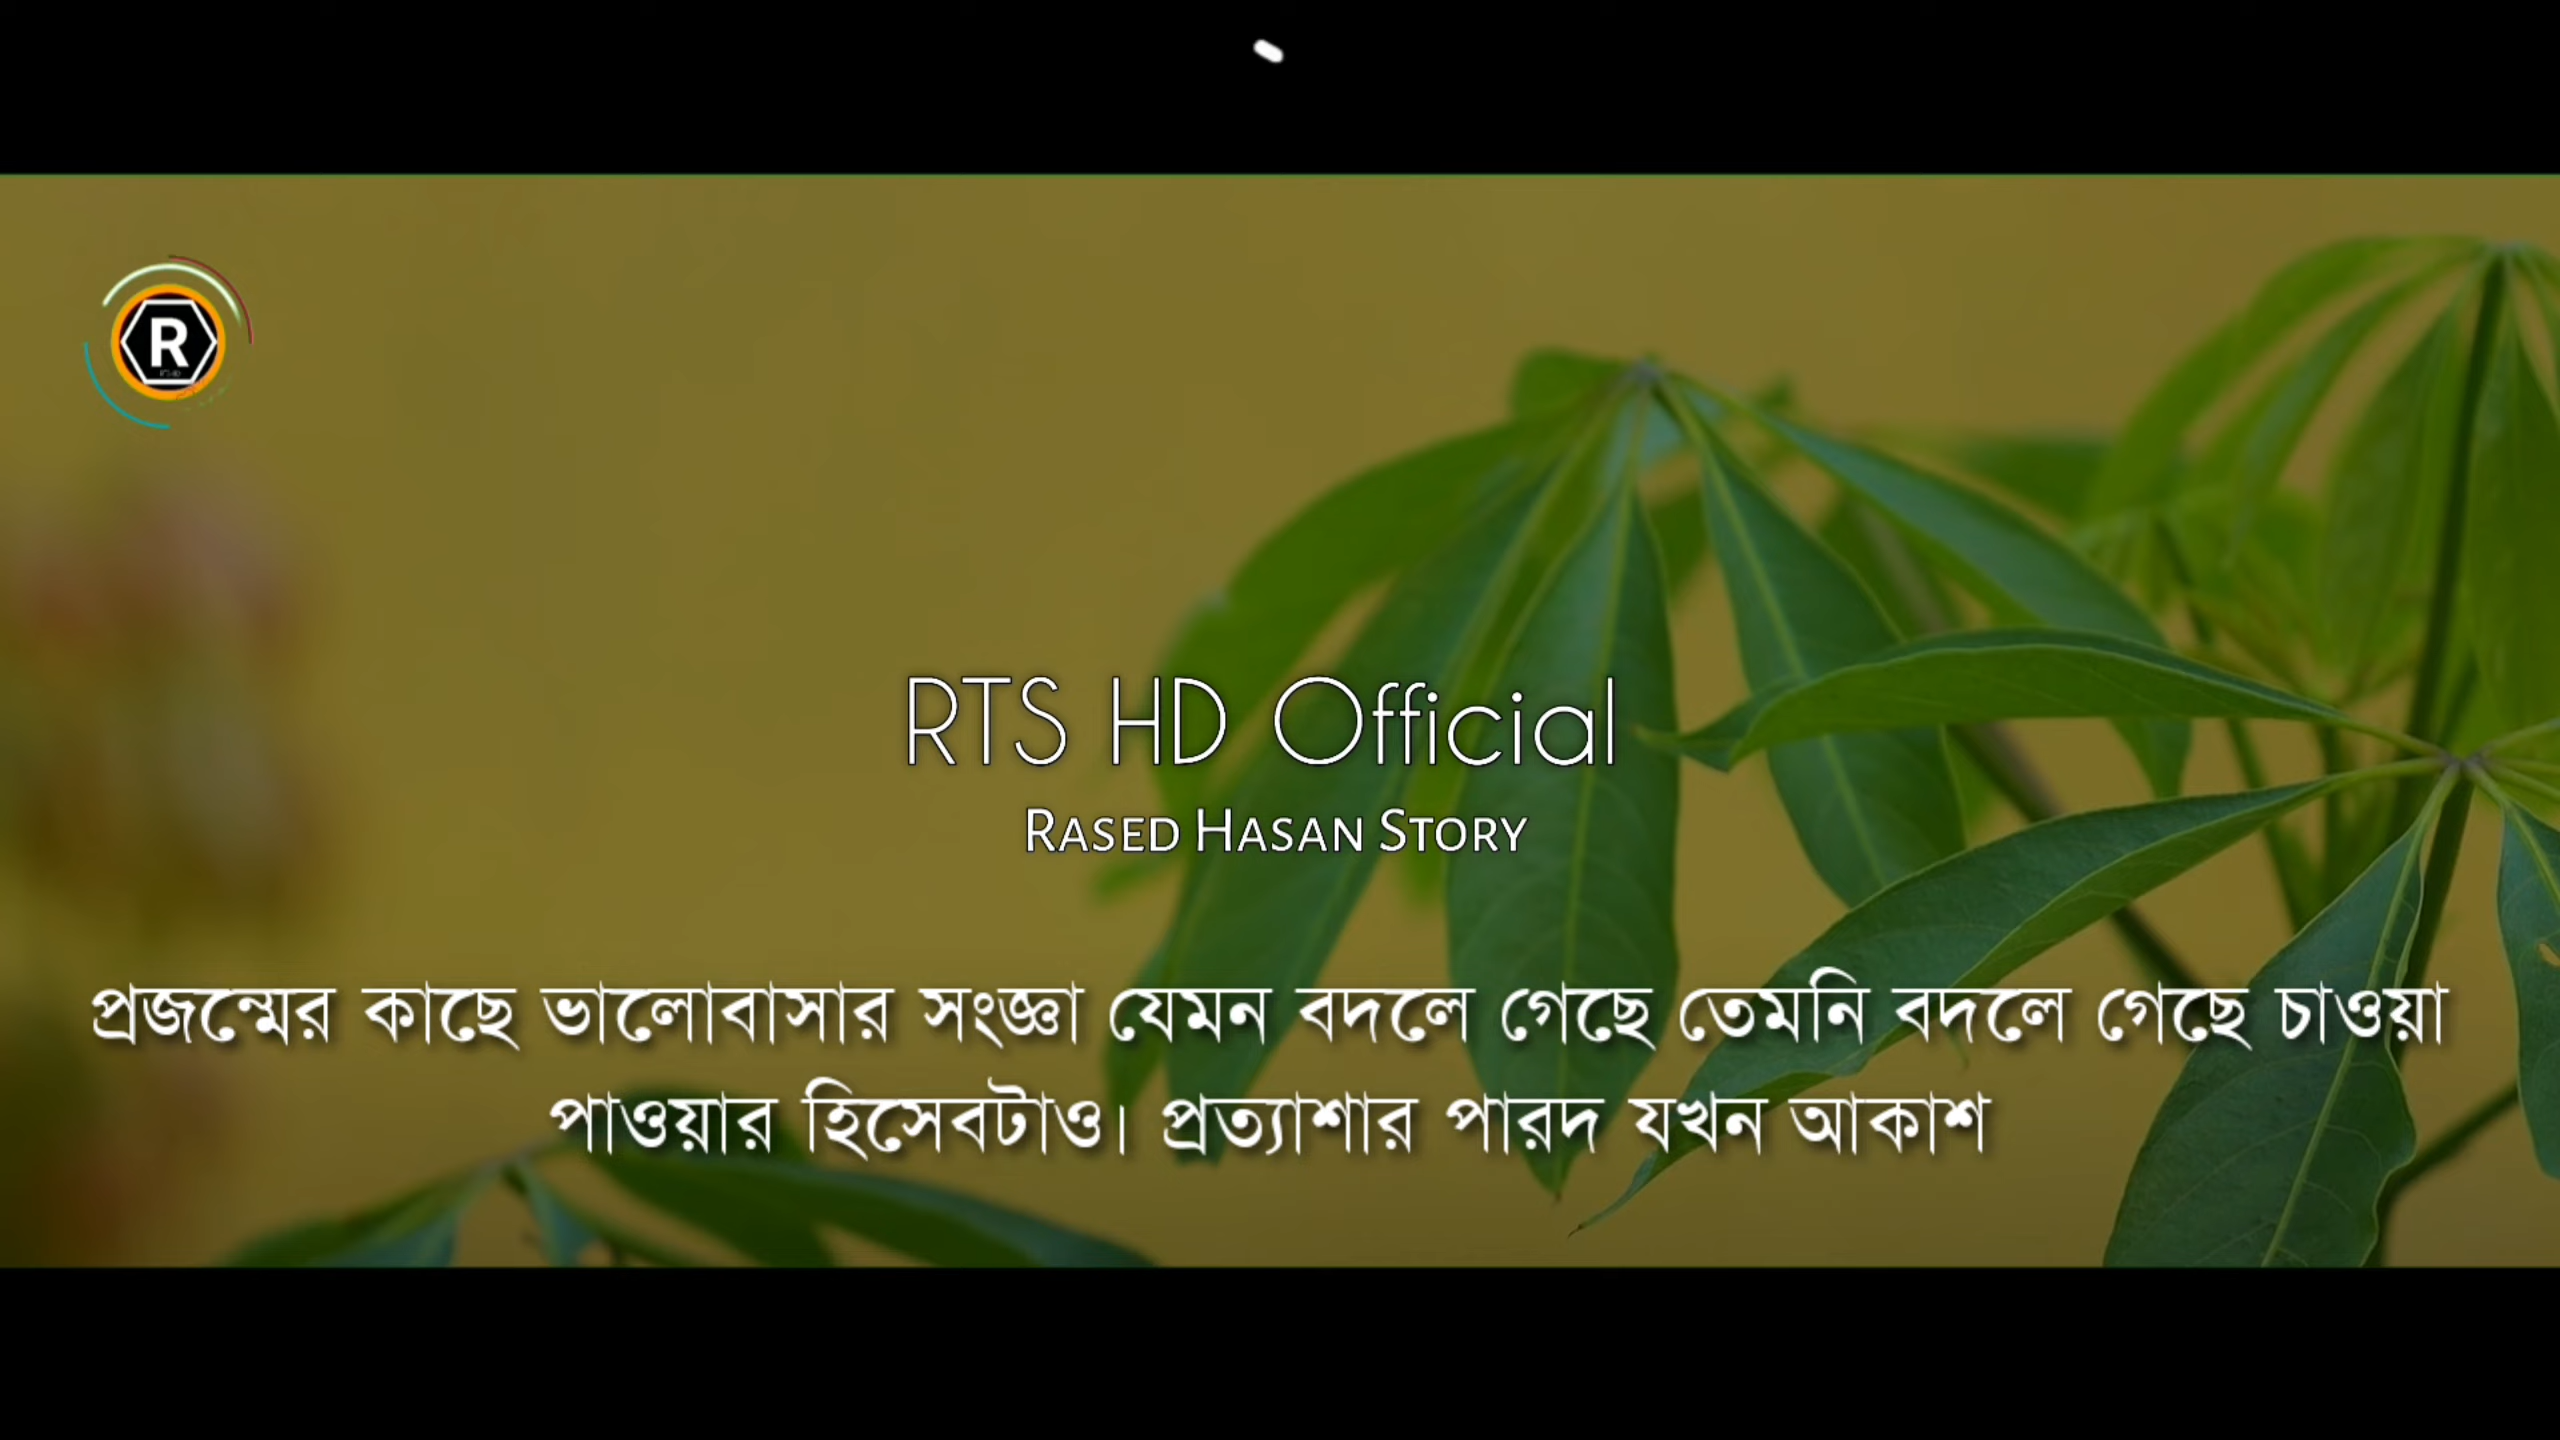 R
RTS HD Official
RASED HASAN STORY
প্রজন্মের কাছে ভালোবাসার সংজ্ঞা যেমন বদলে গেছে তেমনি বদলে গেছে চাওয়া
পাওয়ার হিসেবটাও। প্রত্যাশার পারদ যখন আকাশ